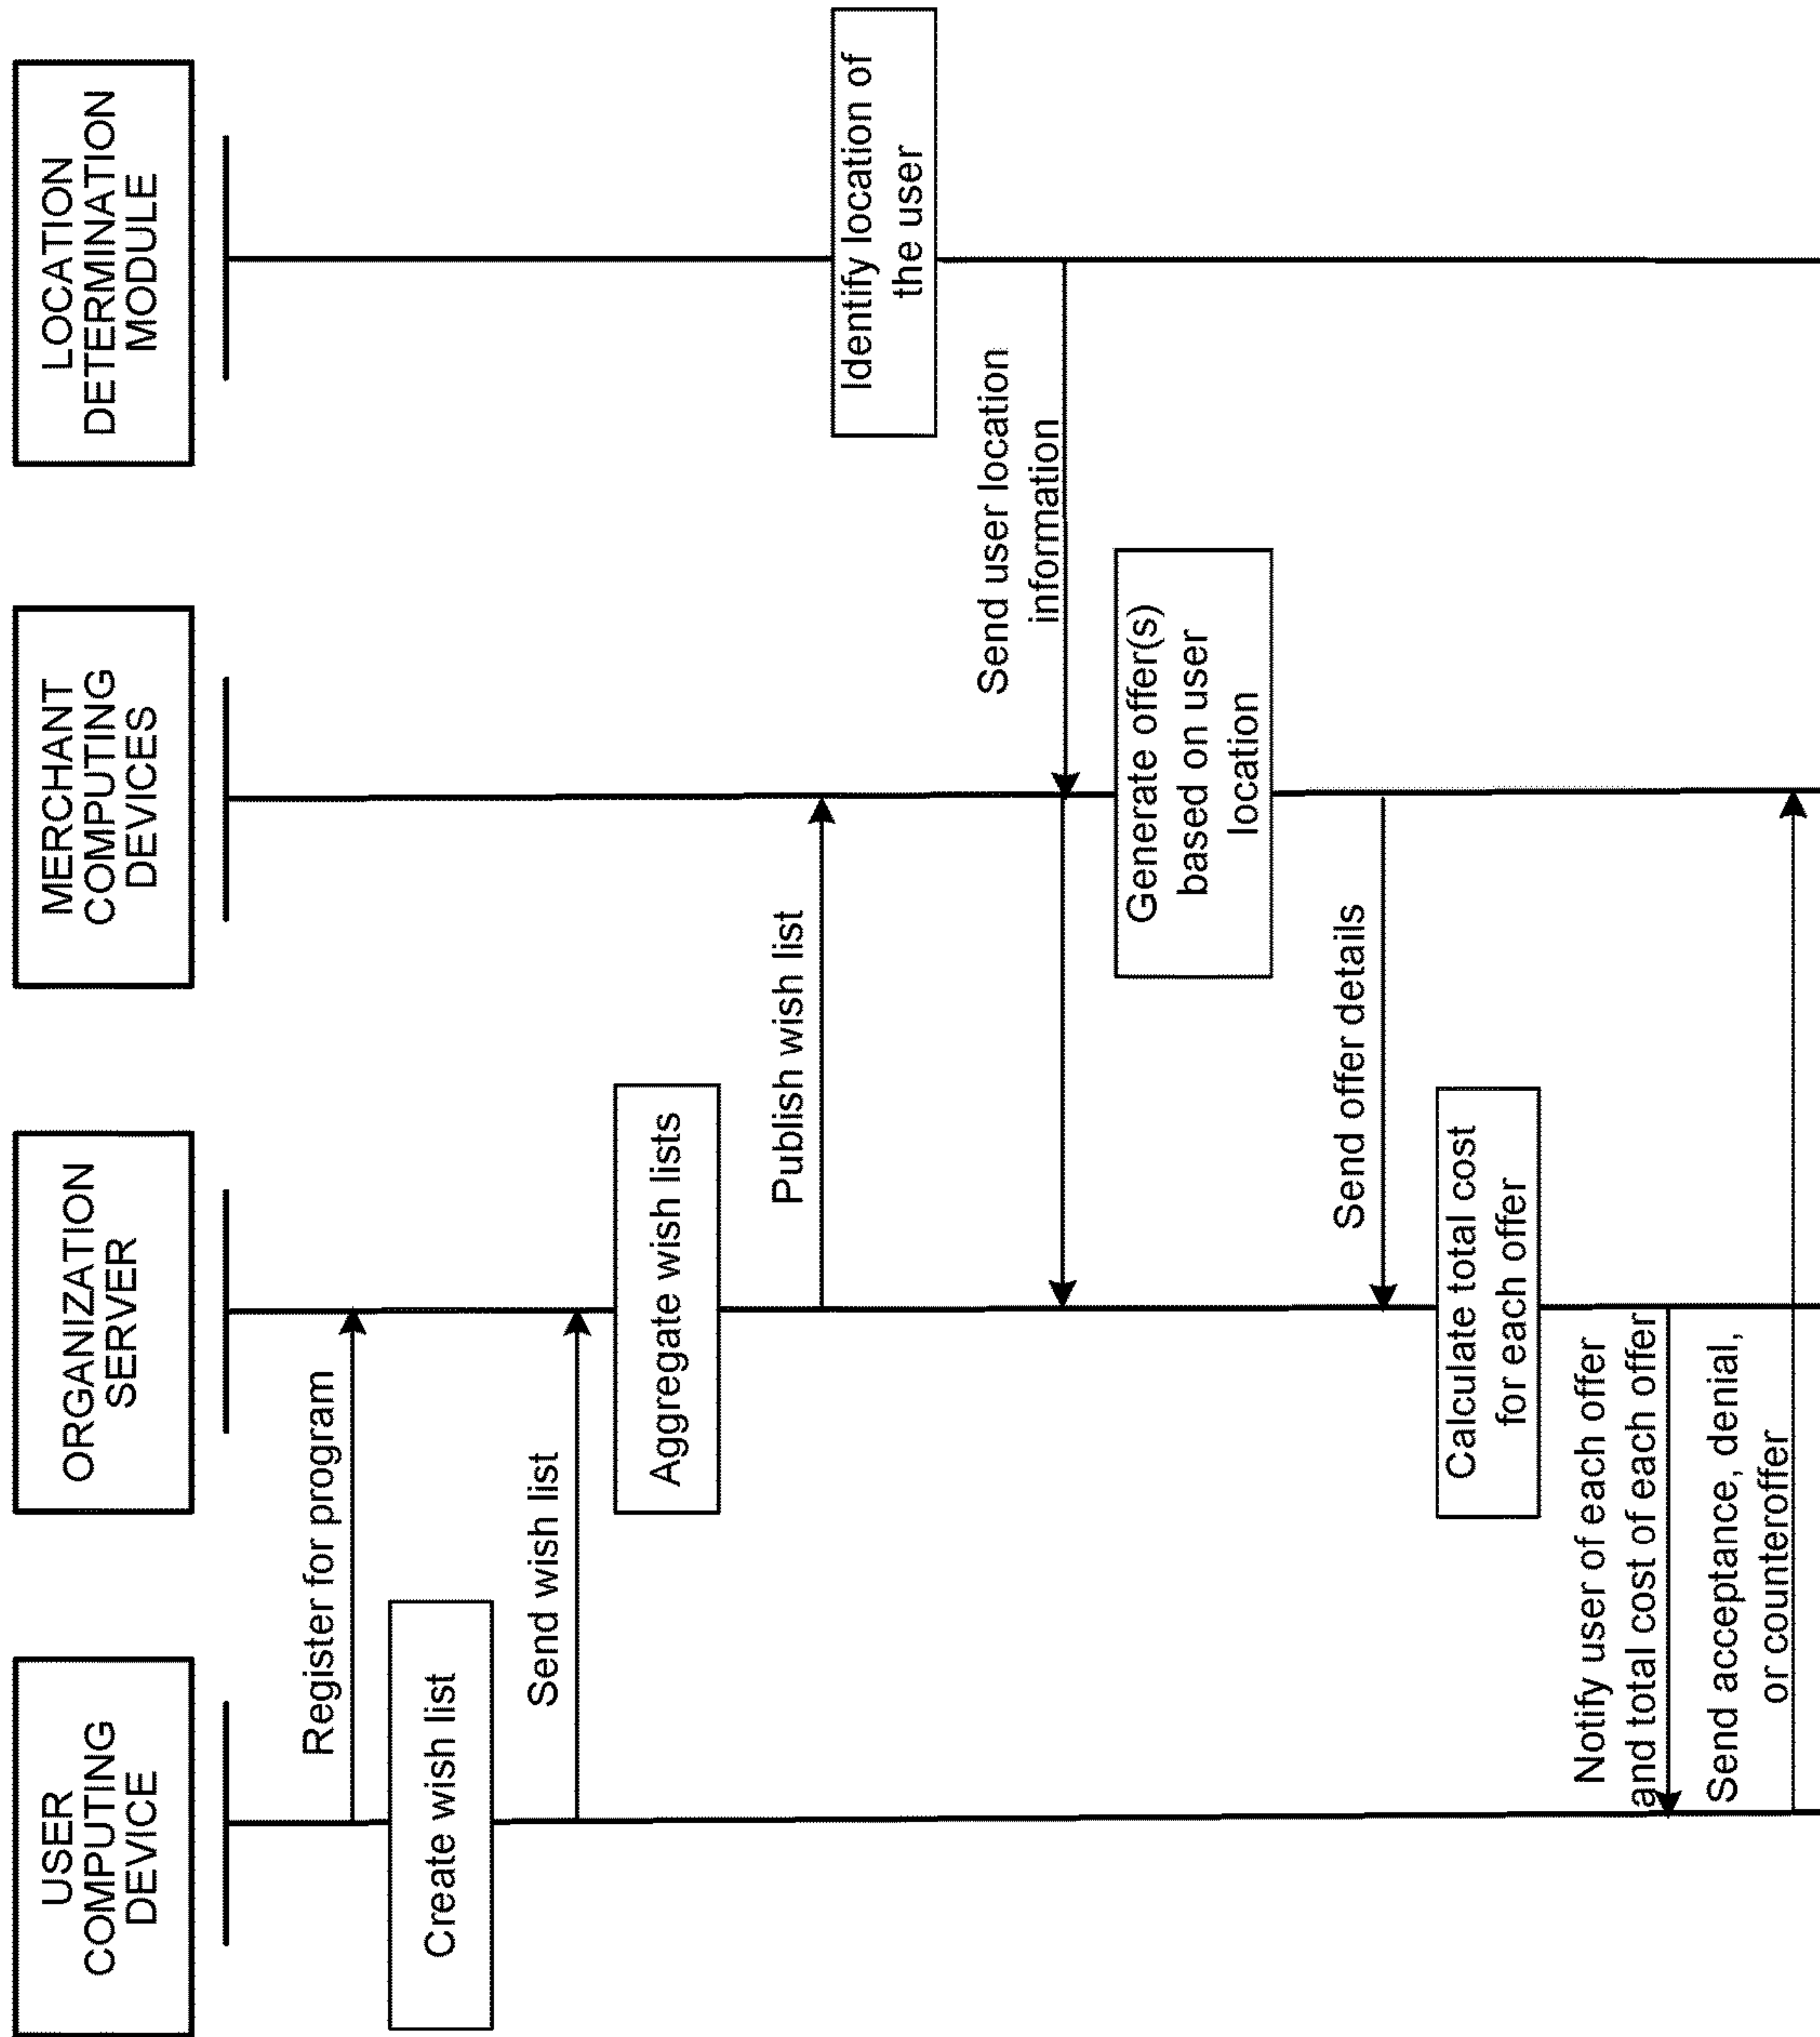 USER
COMPUTING
DEVICE
ORGANIZATION
SERVER
MERCHANT
COMPUTING
DEVICES
LOCATION
DETERMINATION
MODULE
Register for program
Create wish list
Send wish list
Aggregate wish lists
Publish wish list
Identify location of
the user
Send user location
information
Generate offer(s)
based on user
location
Send offer details
Calculate total cost
for each offer
Notify user of each offer
and total cost of each offer
Send acceptance, denial,
or counteroffer